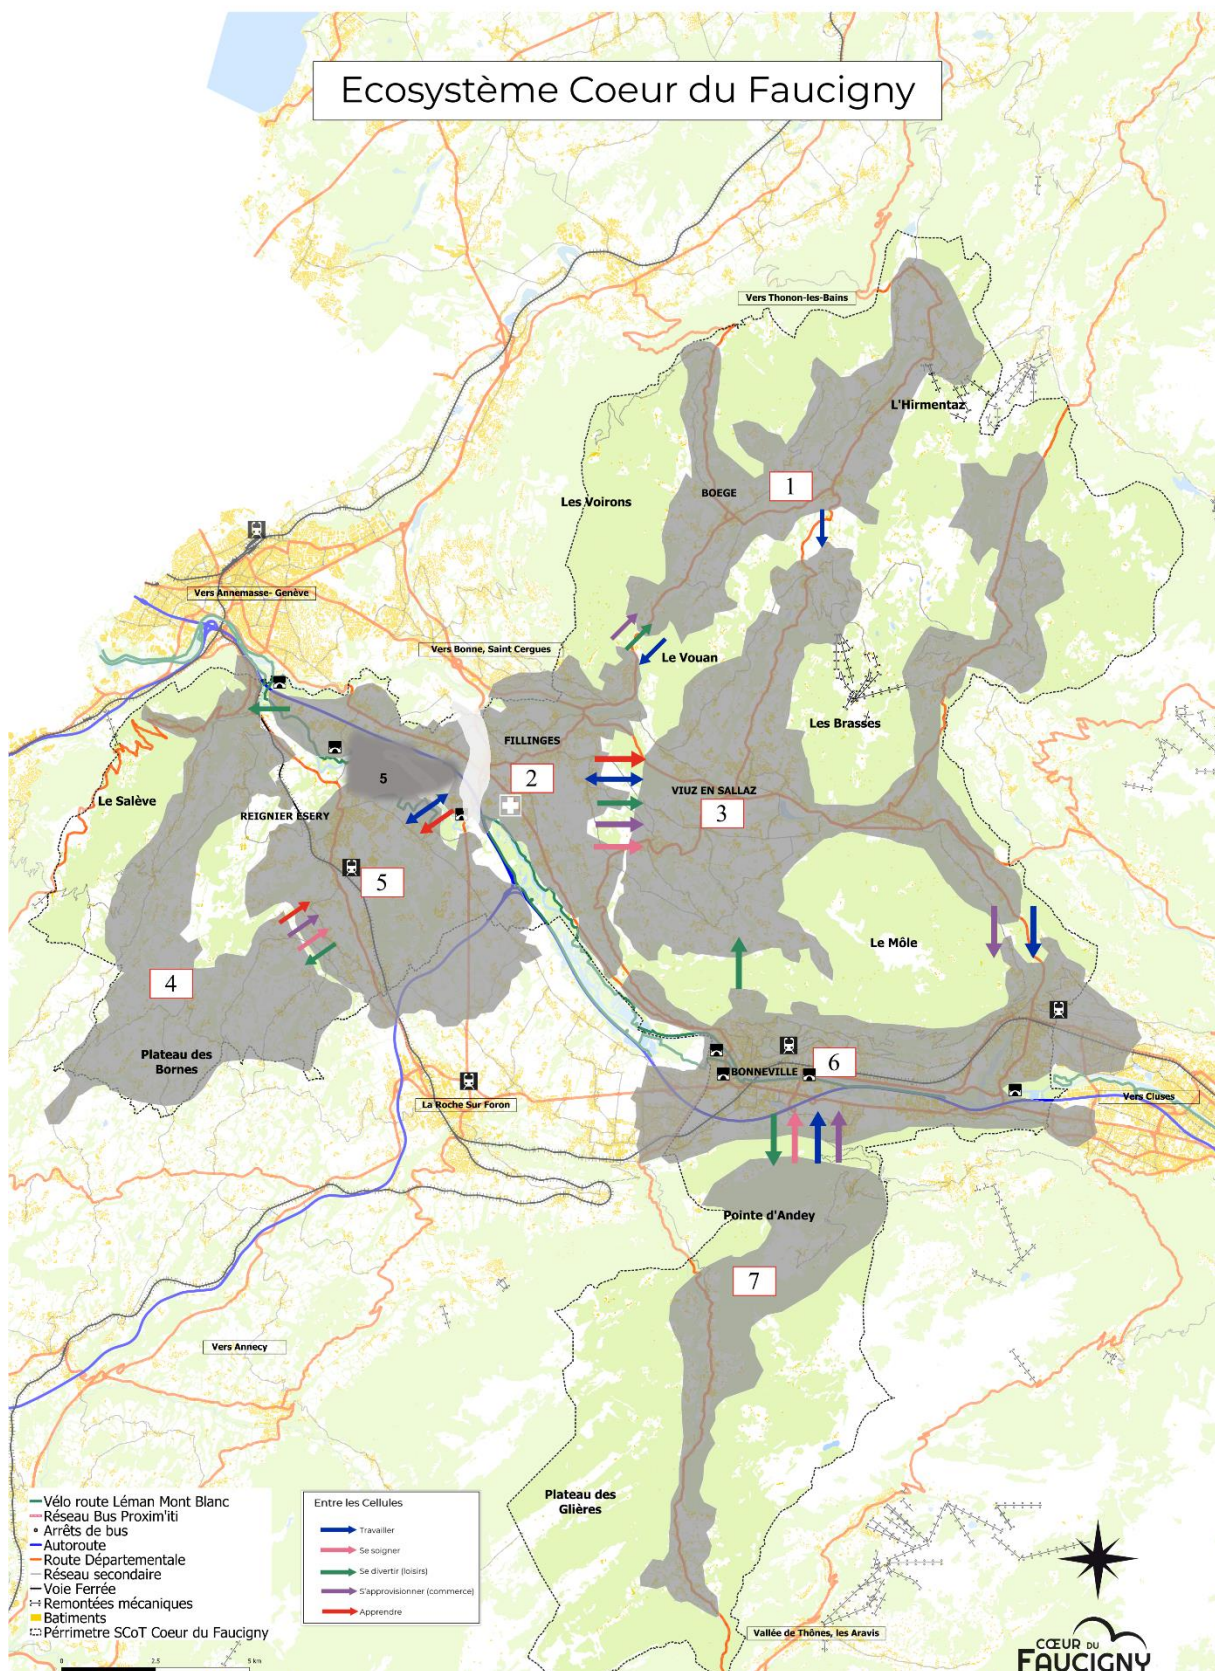 Ecosystème Coeur du Faucigny
Vers Thonon-les-Bains
L'Hirmentaz
BOEGE
1
Les Voirons
Vers Annemasse- Genève
Vers Bonne, Saint Cergues
Le Vouan
Les Brasses
FILLINGES
2
5
VIUZ EN SALLAZ
3
Le Salève
REIGNIER ESERY
5
Le Môle
4
Plateau des
Bornes
6
BONNEVILLE
La Roche Sur Foron
Vers Cluses
Pointe d'Andey
7
Vers Annecy
Plateau des
Glières
Vallée de Thônes, les Aravis
Vélo route Léman Mont Blanc
Réseau Bus Proxim'iti
Arrêts de bus
Autoroute
Route Départementale
Réseau secondaire
Voie Ferrée
Remontées mécaniques
Batiments
Pérrimetre SCoT Coeur du Faucigny
0 2.5 5 km
Entre les Cellules
Travailler
Se soigner
Se divertir (loisirs)
S'approvisionner (commerce)
Apprendre
CŒUR DU
FAUCIGNY